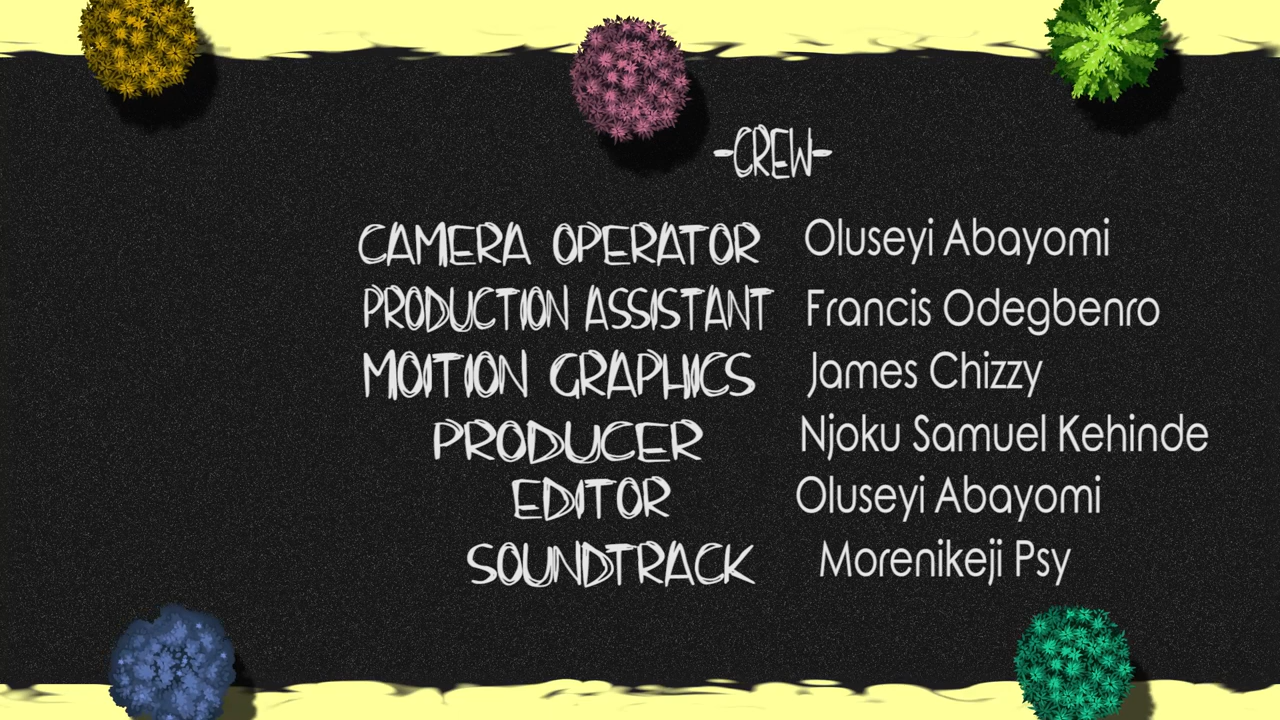 -CREW-
CAMERA OPERATOR Oluseyi Abayomi
PRODUCTION ASSISTANT Francis Odegbenro
MOITION GRAPHICS James Chizzy
PRODUCER Njoku Samuel Kehinde
EDITOR Oluseyi Abayomi
SOUNDTRACK Morenikeji Psy